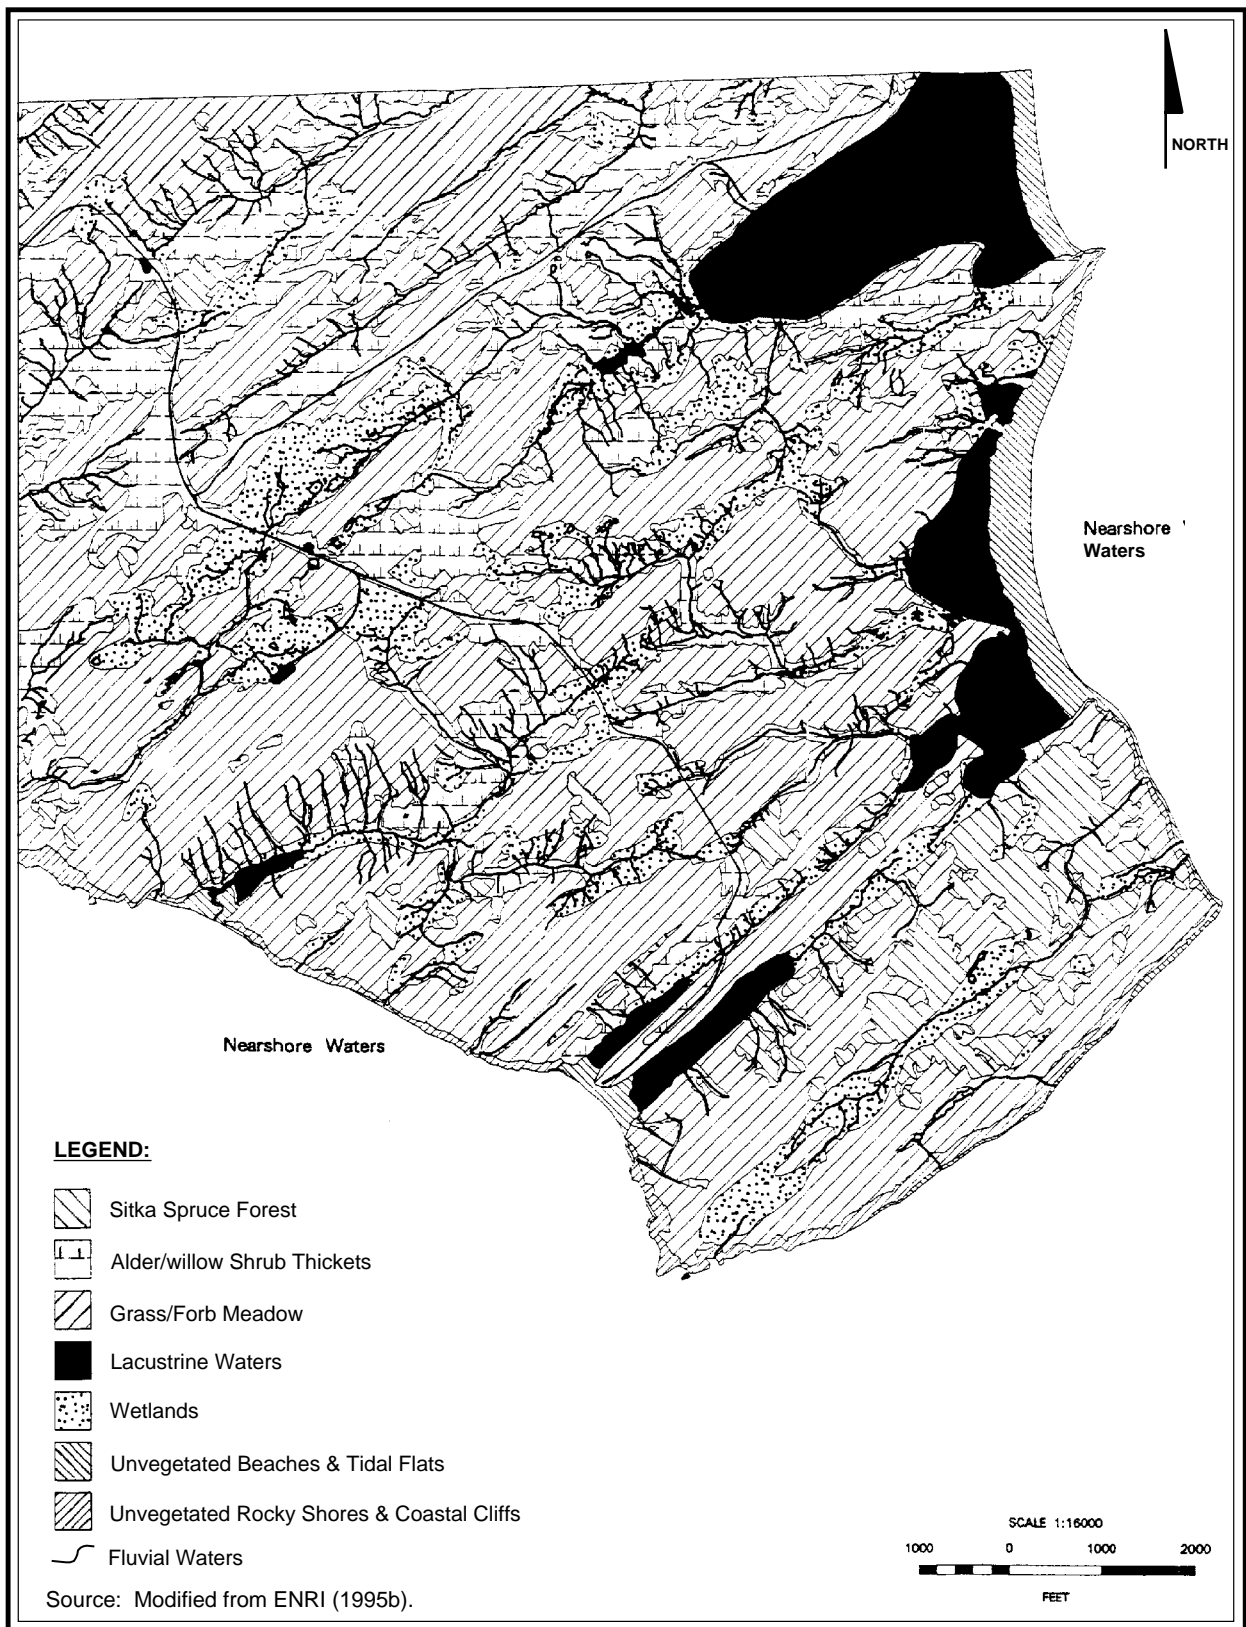 NORTH
Nearshore
Waters
Nearshore Waters
LEGEND:
Sitka Spruce Forest
Alder/willow Shrub Thickets
Grass/Forb Meadow
Lacustrine Waters
Wetlands
Unvegetated Beaches & Tidal Flats
Unvegetated Rocky Shores & Coastal Cliffs
Fluvial Waters
SCALE 1:16000
1000 0 1000 2000
FEET
Source: Modified from ENRI (1995b).